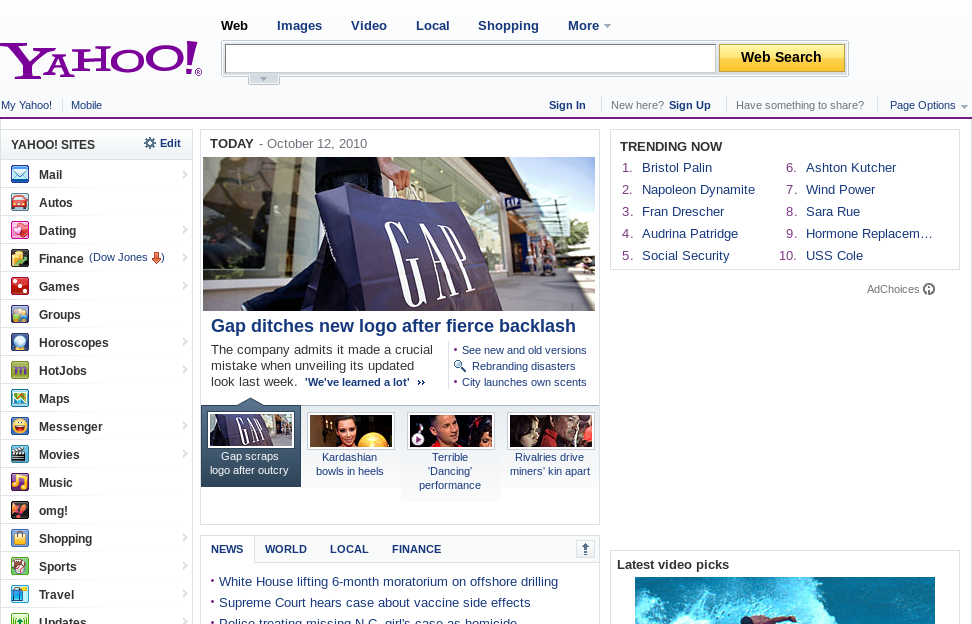 Web Images Video Local Shopping More
YAHOO!®
Web Search
My Yahoo! Mobile
Sign In New here? Sign Up Have something to share? Page Options
YAHOO! SITES Edit
Mail
Autos
Dating
Finance (Dow Jones )
Games
Groups
Horoscopes
HotJobs
Maps
Messenger
Movies
Music
omg!
Shopping
Sports
Travel
Updates
TODAY - October 12, 2010
GAP
Gap ditches new logo after fierce backlash
The company admits it made a crucial
mistake when unveiling its updated
look last week. 'We've learned a lot' »
• See new and old versions
Rebranding disasters
• City launches own scents
GAP
Gap scraps
logo after outcry
Kardashian
bowls in heels
Terrible
'Dancing'
performance
Rivalries drive
miners' kin apart
NEWS WORLD LOCAL FINANCE
• White House lifting 6-month moratorium on offshore drilling
• Supreme Court hears case about vaccine side effects
• Police treating missing N.C. girl's case as homicide
TRENDING NOW
1. Bristol Palin
2. Napoleon Dynamite
3. Fran Drescher
4. Audrina Patridge
5. Social Security
6. Ashton Kutcher
7. Wind Power
8. Sara Rue
9. Hormone Replacem…
10. USS Cole
AdChoices
Latest video picks